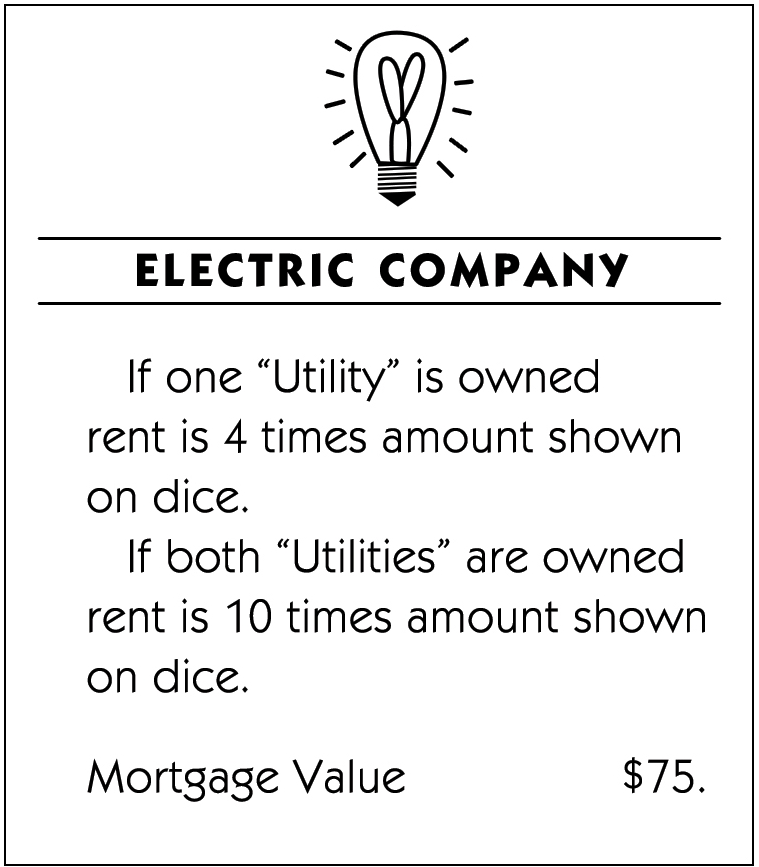 ELECTRIC COMPANY
If one “Utility” is owned
rent is 4 times amount shown
on dice.
If both “Utilities” are owned
rent is 10 times amount shown
on dice.
Mortgage Value $75.